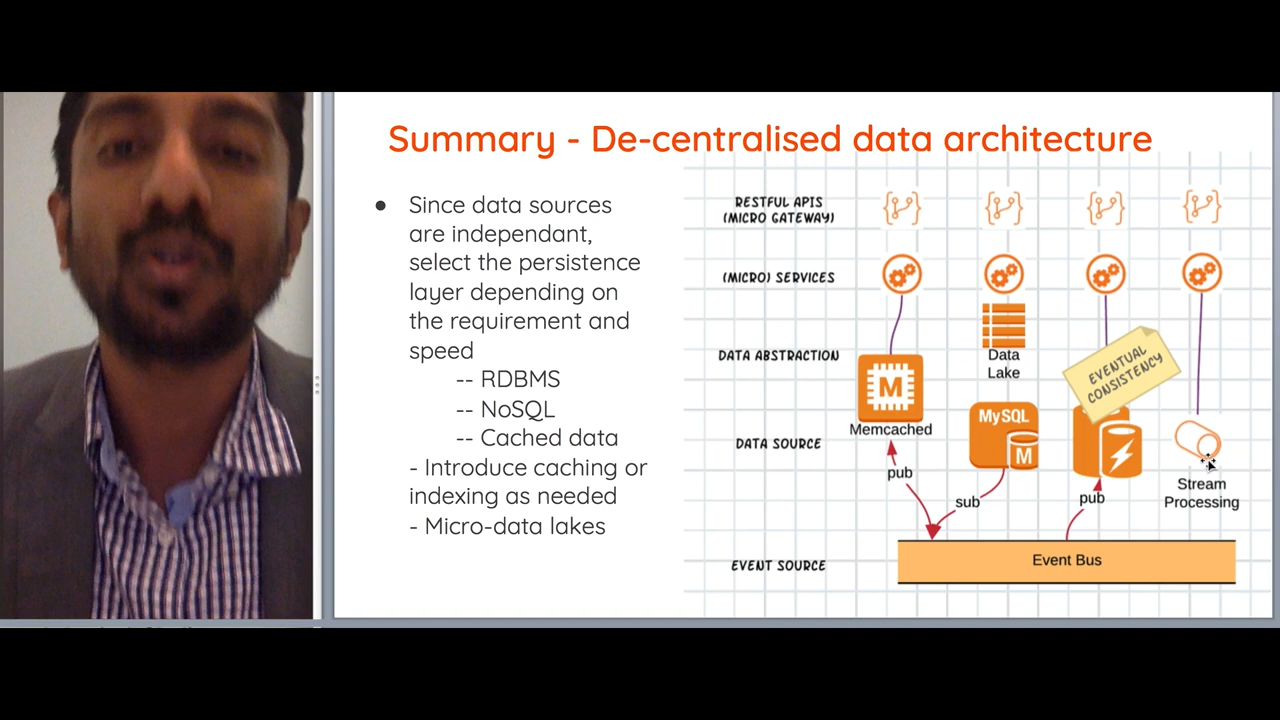 Summary - De-centralised data architecture
● Since data sources
are independant,
select the persistence
layer depending on
the requirement and
speed
-- RDBMS
-- NoSQL
-- Cached data
- Introduce caching or
indexing as needed
- Micro-data lakes
RESTFUL APIS
(MICRO GATEWAY)
(MICRO) SERVICES
DATA ABSTRACTION
Data
Lake
EVENTUAL
CONSISTENCY
M
Memcached
DATA SOURCE
MySQL
M
Stream
Processing
pub
sub
pub
EVENT SOURCE
Event Bus